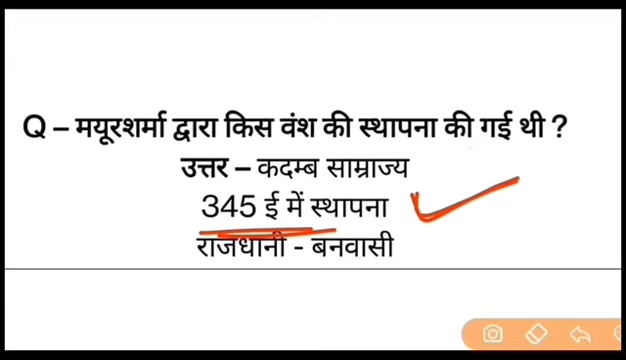 Q – मयूरशर्मा द्वारा किस वंश की स्थापना की गई थी ?
उत्तर – कदम्ब साम्राज्य
345 ई में स्थापना
राजधानी - बनवासी